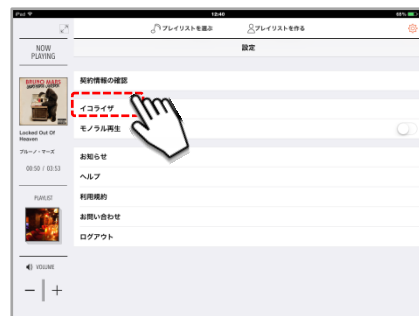 iPad
12:40
88%
プレイリストを選ぶ
プレイリストを作る
NOW
PLAYING
設定
BRUNO MARS
契約情報の確認
イコライザ
モノラル再生
Locked Out Of
Heaven
ブルーノ・マーズ
00:50 / 03:53
お知らせ
ヘルプ
PLAYLIST
利用規約
お問い合わせ
ログアウト
VOLUME
− +